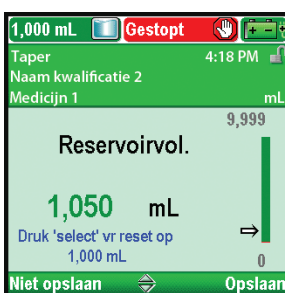 1,000 mL Gestopt
Taper 4:18 PM
Naam kwalificatie 2
Medicijn 1 mL
9,999
Reservoirvol.
1,050 mL
Druk 'select' vr reset op
1,000 mL
0
Niet opslaan Opslaan